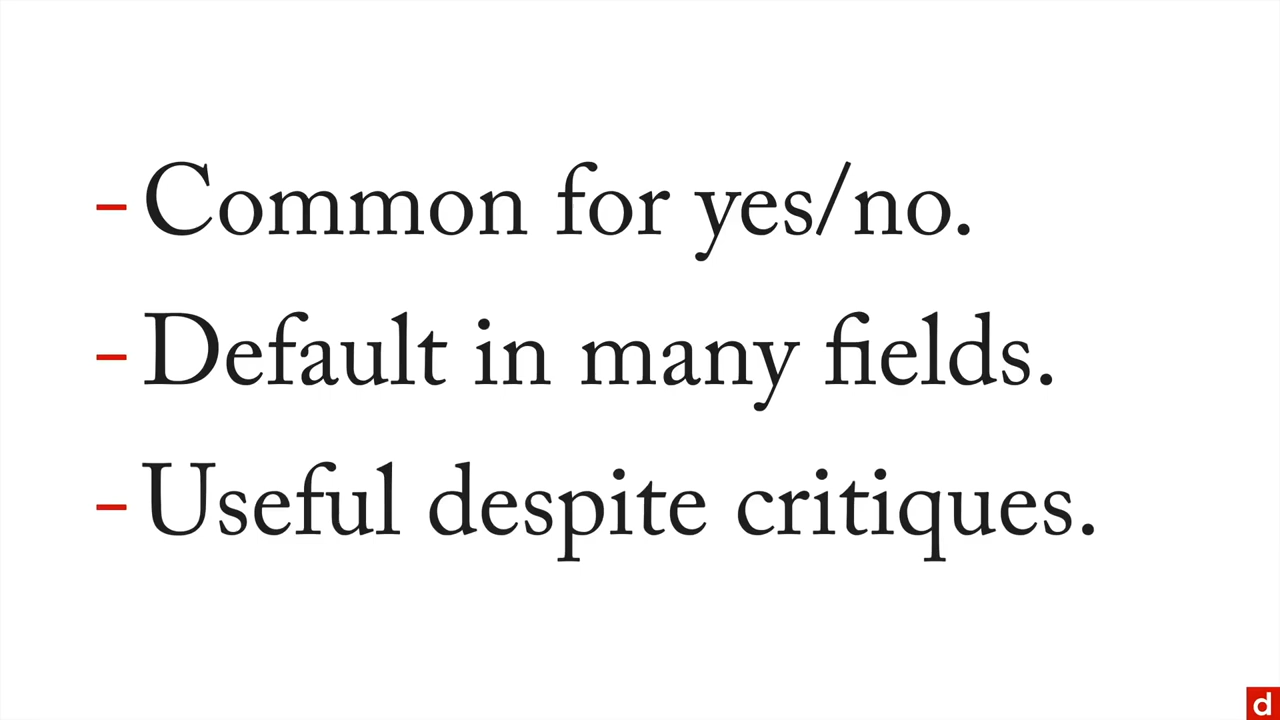 - Common for yes/no.
- Default in many fields.
- Useful despite critiques.
d